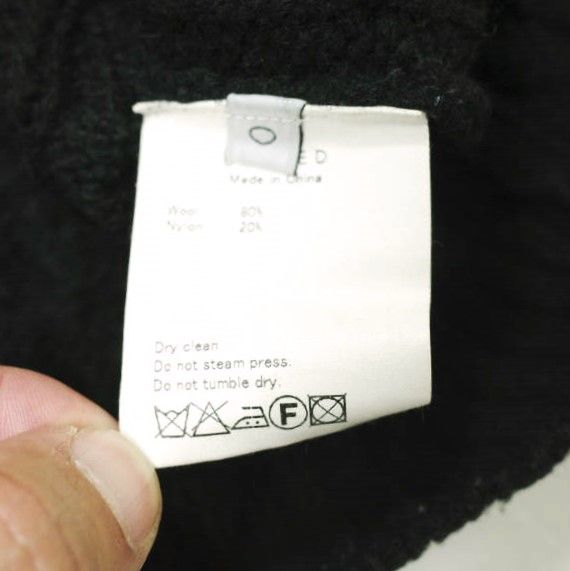 0
ED
Made in China
Wool 80%
Nylon 20%
Dry clean
Do not steam press.
Do not tumble dry.
F